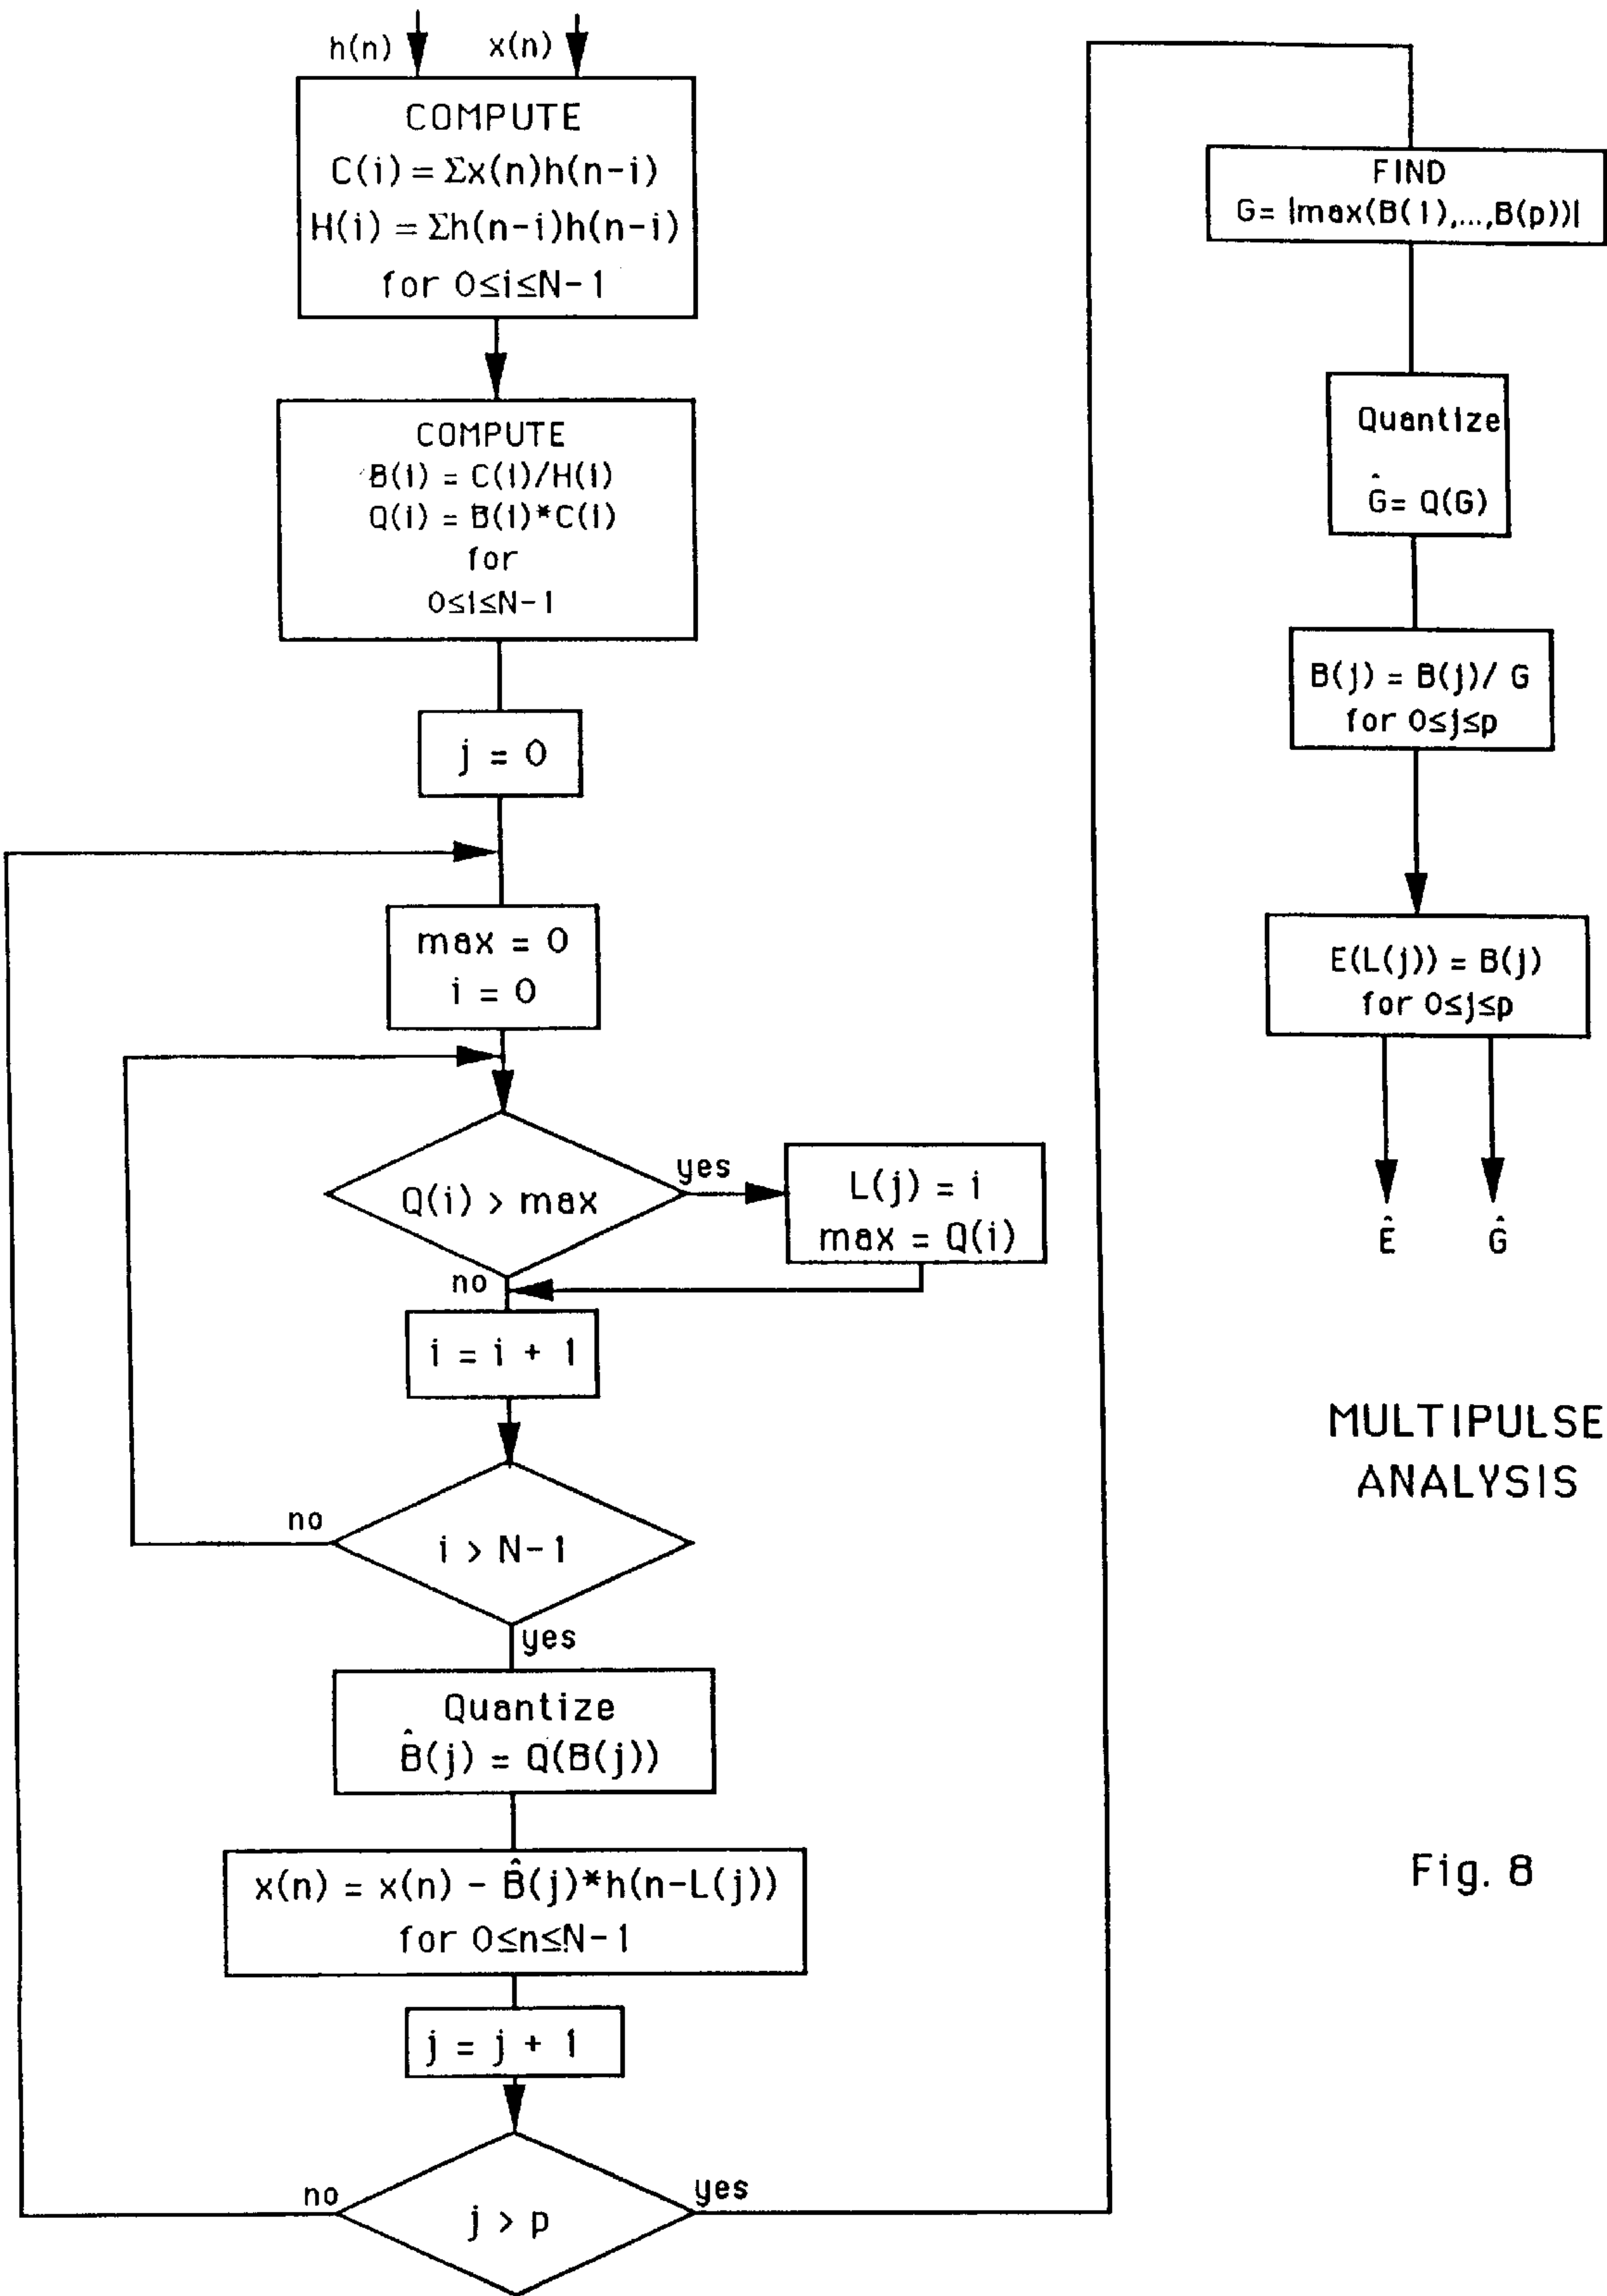 h(n)
x(n)
COMPUTE
C(i) = Σx(n)h(n-i)
H(i) = Σh(n-i)h(n-i)
for 0≤i≤N-1
COMPUTE
B(i) = C(i)/H(i)
Q(i) = B(i)*C(i)
for
0≤i≤N-1
j = 0
max = 0
i = 0
Q(i) > max
yes
L(j) = i
max = Q(i)
no
i = i + 1
no
i > N-1
yes
Quantize
B̂(j) = Q(B(j))
x(n) = x(n) - B̂(j)*h(n-L(j))
for 0≤n≤N-1
j = j + 1
no
j > p
yes
FIND
G= |max(B(1),...,B(p))|
Quantize
Ĝ= Q(G)
B(j) = B(j)/ G
for 0≤j≤p
E(L(j)) = B(j)
for 0≤j≤p
Ê
Ĝ
MULTIPULSE
ANALYSIS
Fig. 8